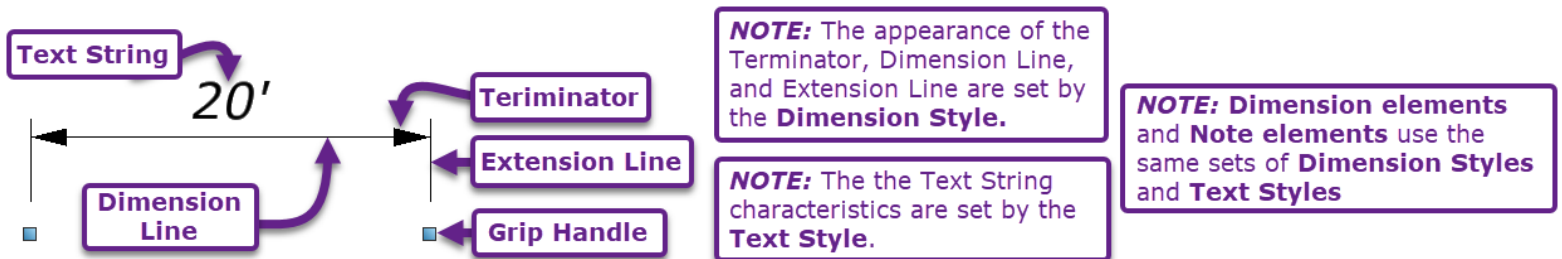 Text String
20'
Teriminator
Extension Line
Dimension
Line
Grip Handle
NOTE: The appearance of the
Terminator, Dimension Line,
and Extension Line are set by
the Dimension Style.
NOTE: The the Text String
characteristics are set by the
Text Style.
NOTE: Dimension elements
and Note elements use the
same sets of Dimension Styles
and Text Styles